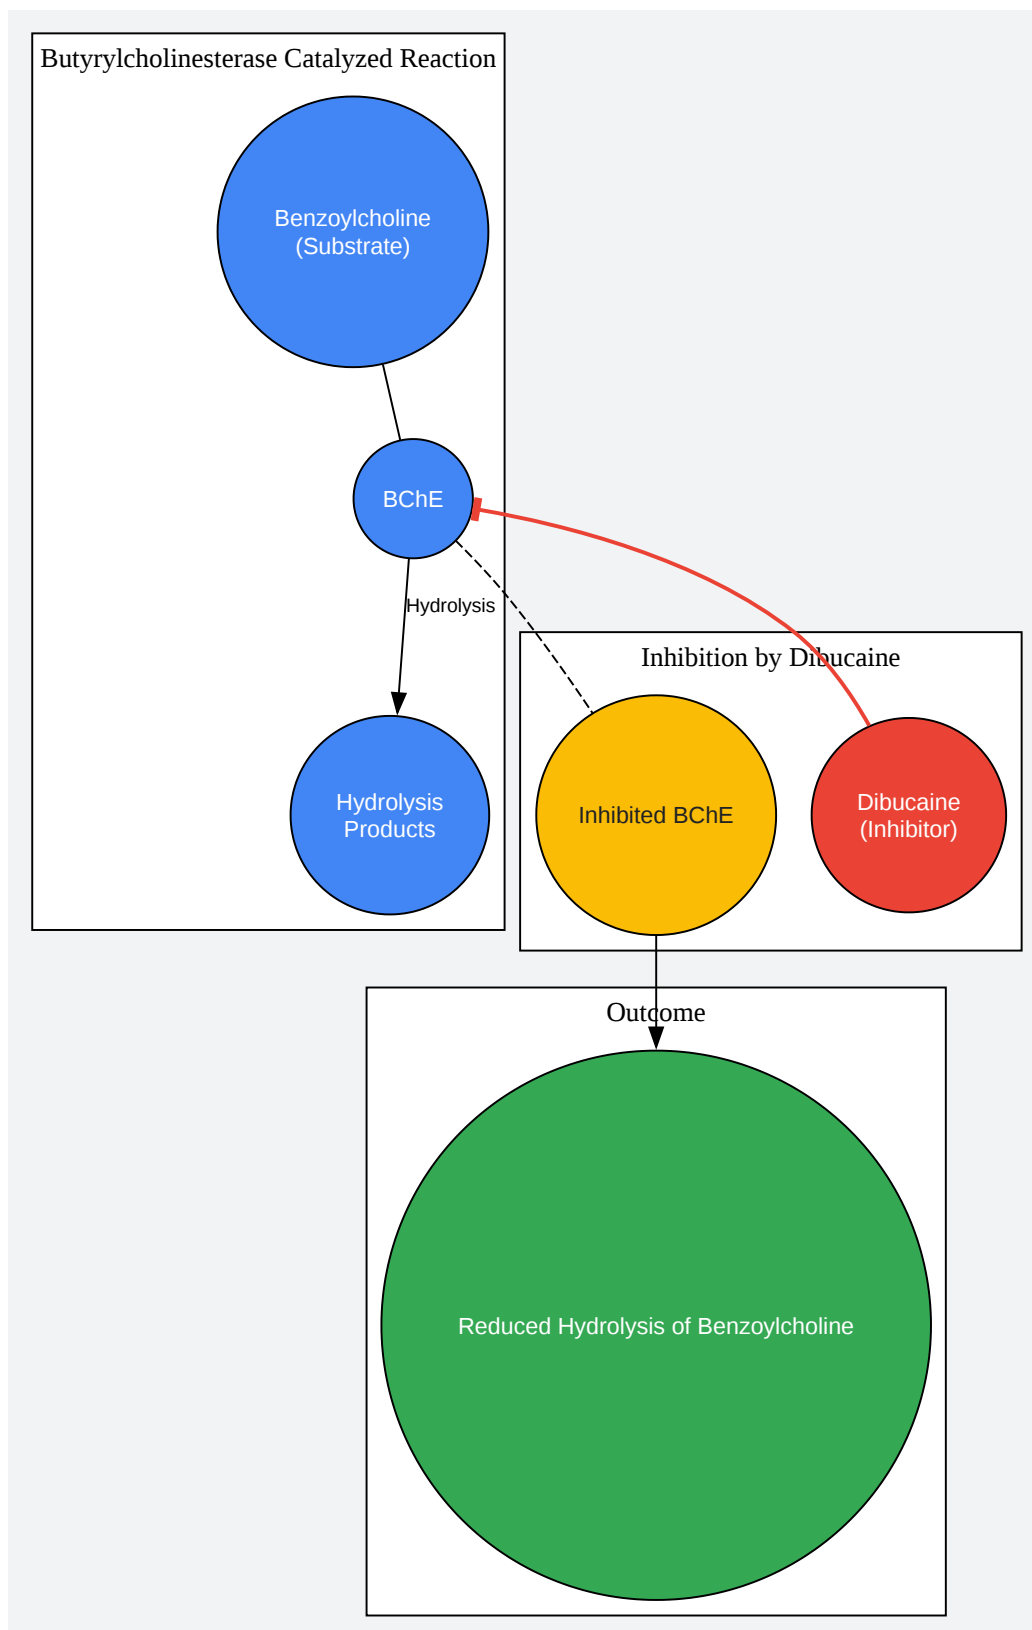 Butyrylcholinesterase Catalyzed Reaction
Benzoylcholine
(Substrate)
BChE
Hydrolysis
Hydrolysis
Products
Inhibition by Dibucaine
Inhibited BChE
Dibucaine
(Inhibitor)
Outcome
Reduced Hydrolysis of Benzoylcholine